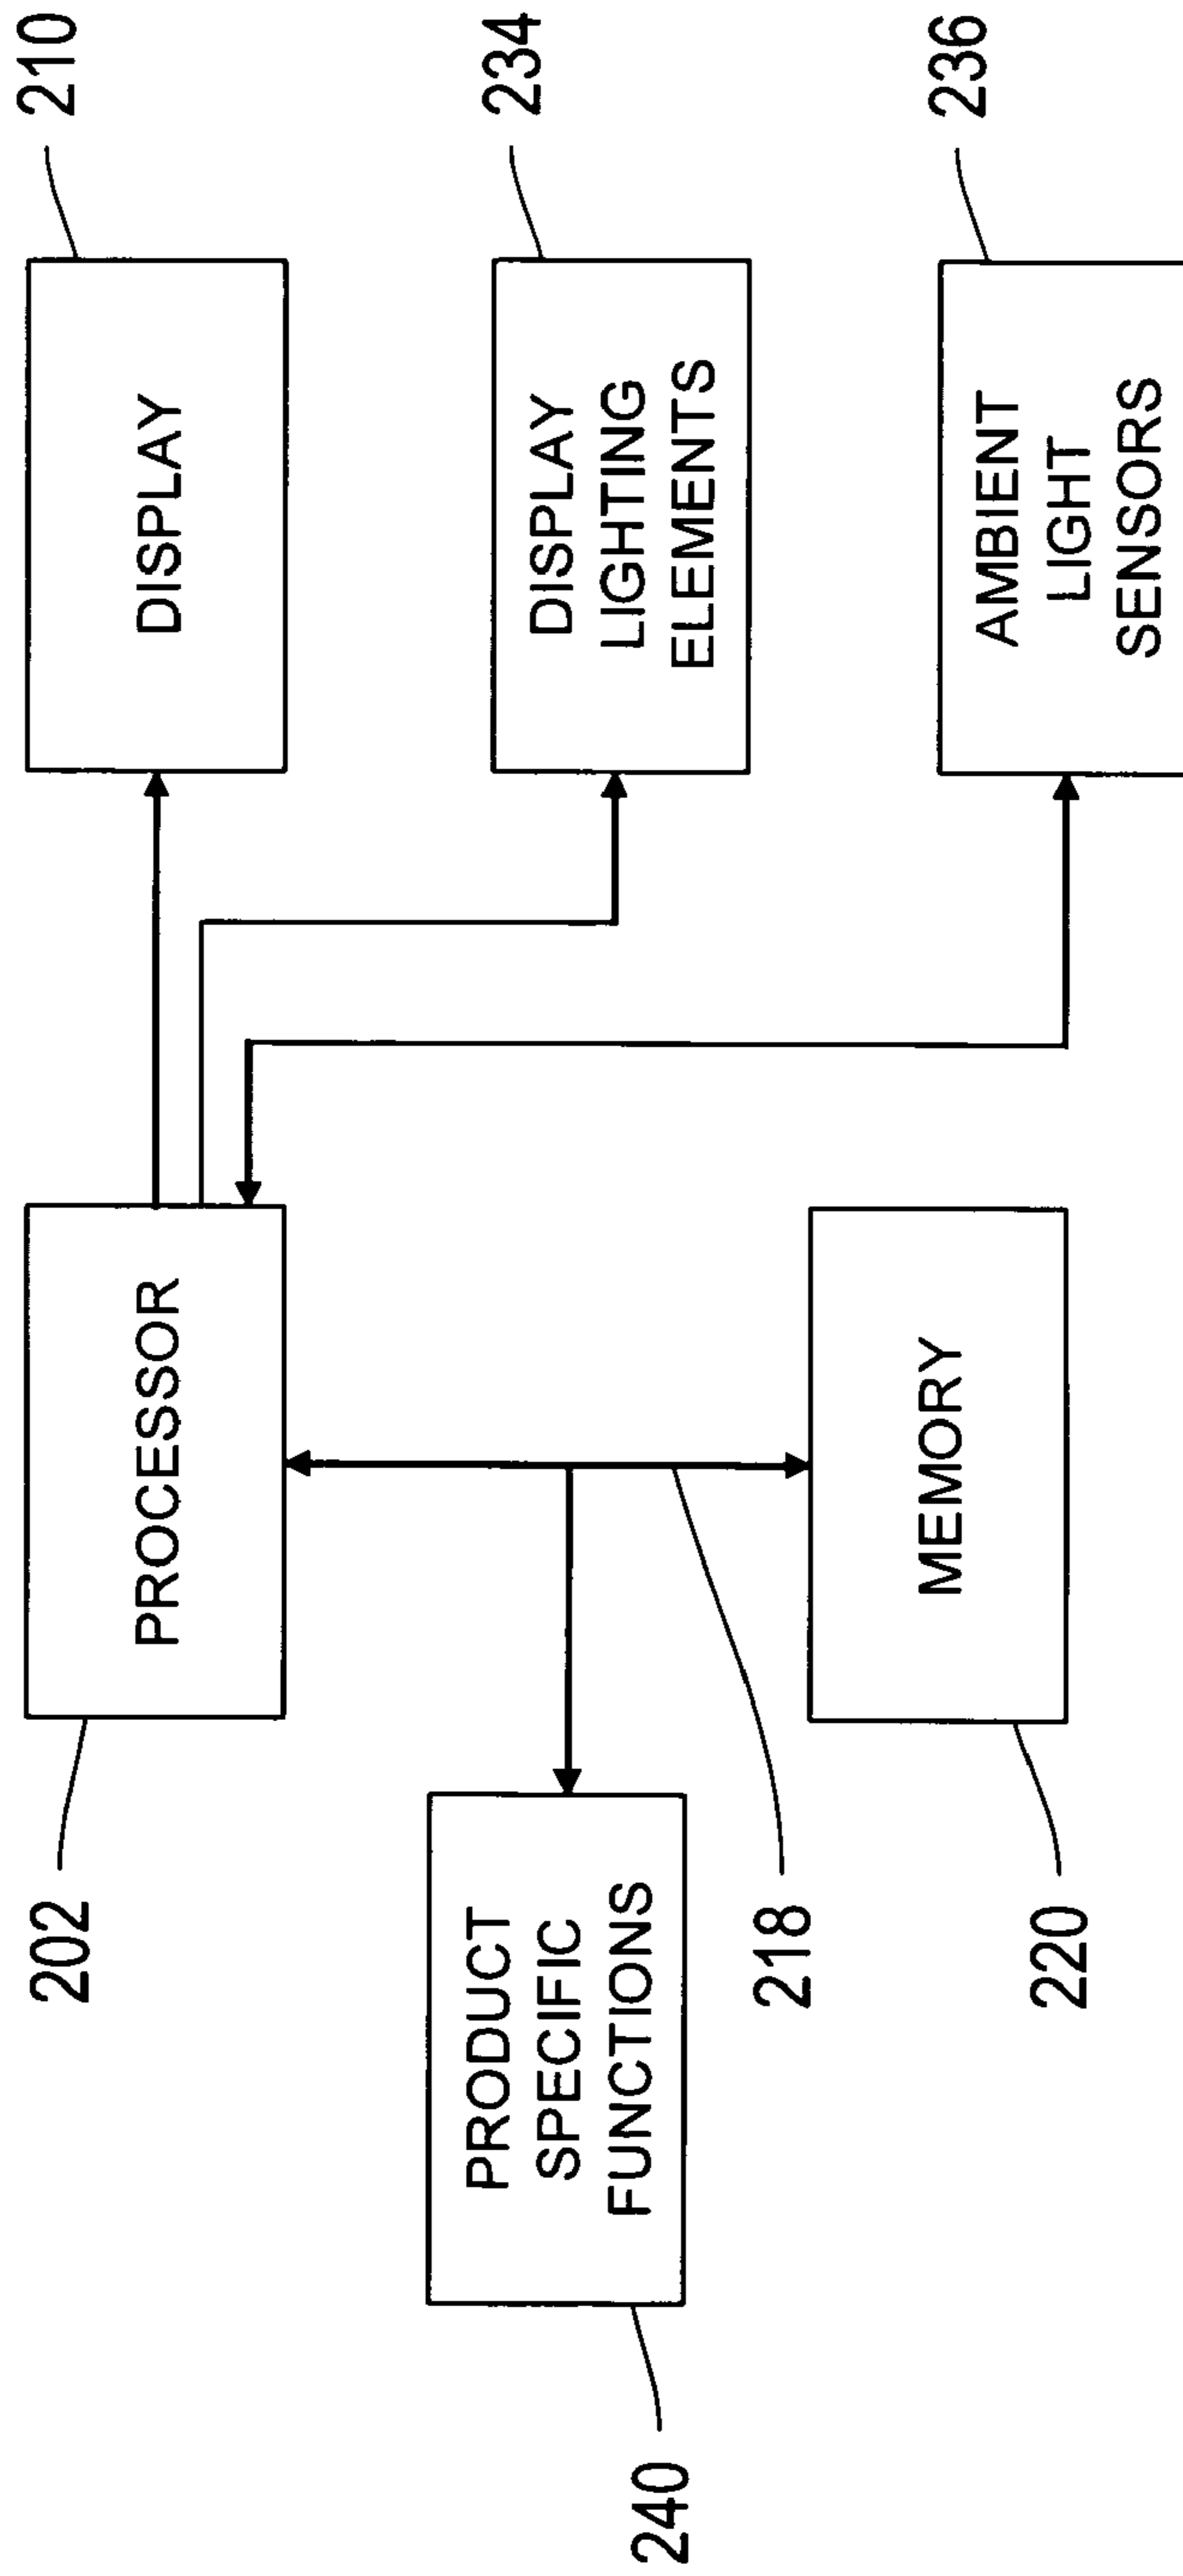 210
234
236
DISPLAY
DISPLAY
LIGHTING
ELEMENTS
AMBIENT
LIGHT
SENSORS
PROCESSOR
MEMORY
202
PRODUCT
SPECIFIC
FUNCTIONS
218
220
240